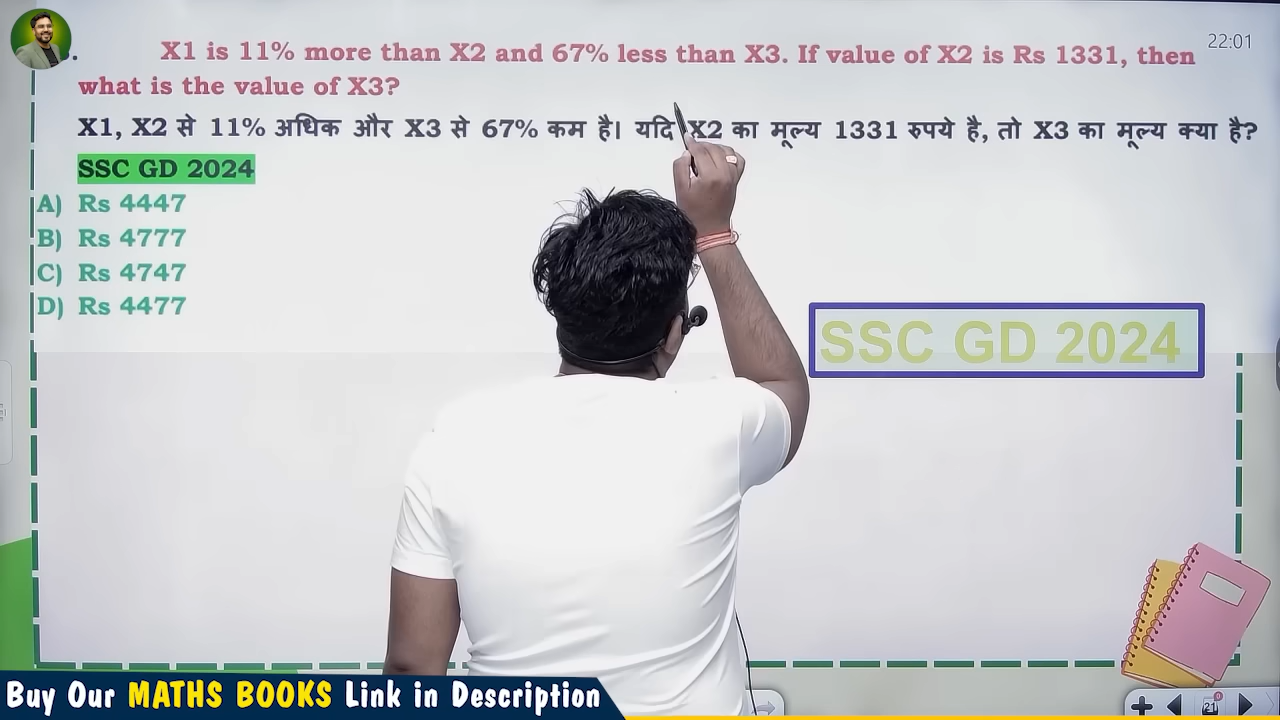 X1 is 11% more than X2 and 67% less than X3. If value of X2 is Rs 1331, then
22:01
what is the value of X3?
X1, X2 से 11% अधिक और X3 से 67% कम है। यदि X2 का मूल्य 1331 रुपये है, तो X3 का मूल्य क्या है?
SSC GD 2024
A) Rs 4447
B) Rs 4777
C) Rs 4747
D) Rs 4477
SSC GD 2024
Buy Our MATHS BOOKS Link in Description
21